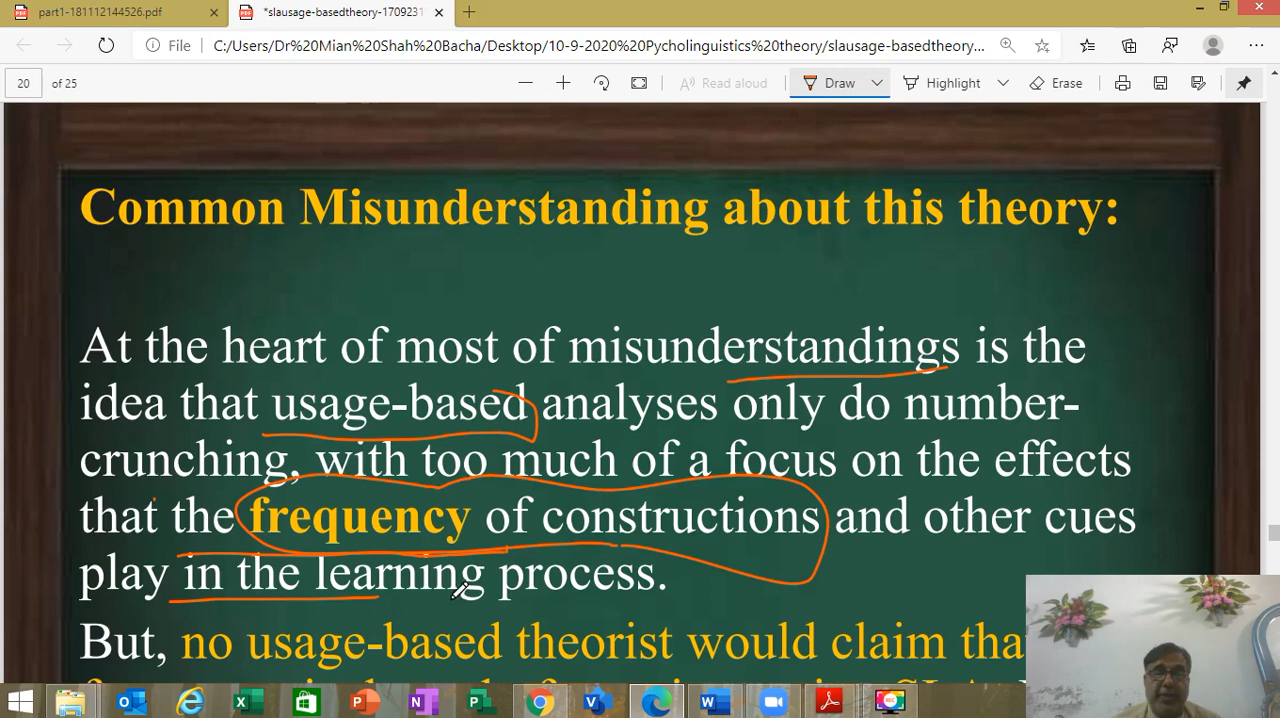 part1-181112144526.pdf
*slausage-basedtheory-1709231
File
C:/Users/Dr%20Mian%20Shah%20Bacha/Desktop/10-9-2020%20Pycholinguistics%20theory/slausage-basedtheory...
20 of 25
Read aloud
Draw
Highlight
Erase
Common Misunderstanding about this theory:
At the heart of most of misunderstandings is the
idea that usage-based analyses only do number-
crunching, with too much of a focus on the effects
that the frequency of constructions and other cues
play in the learning process.
But, no usage-based theorist would claim tha